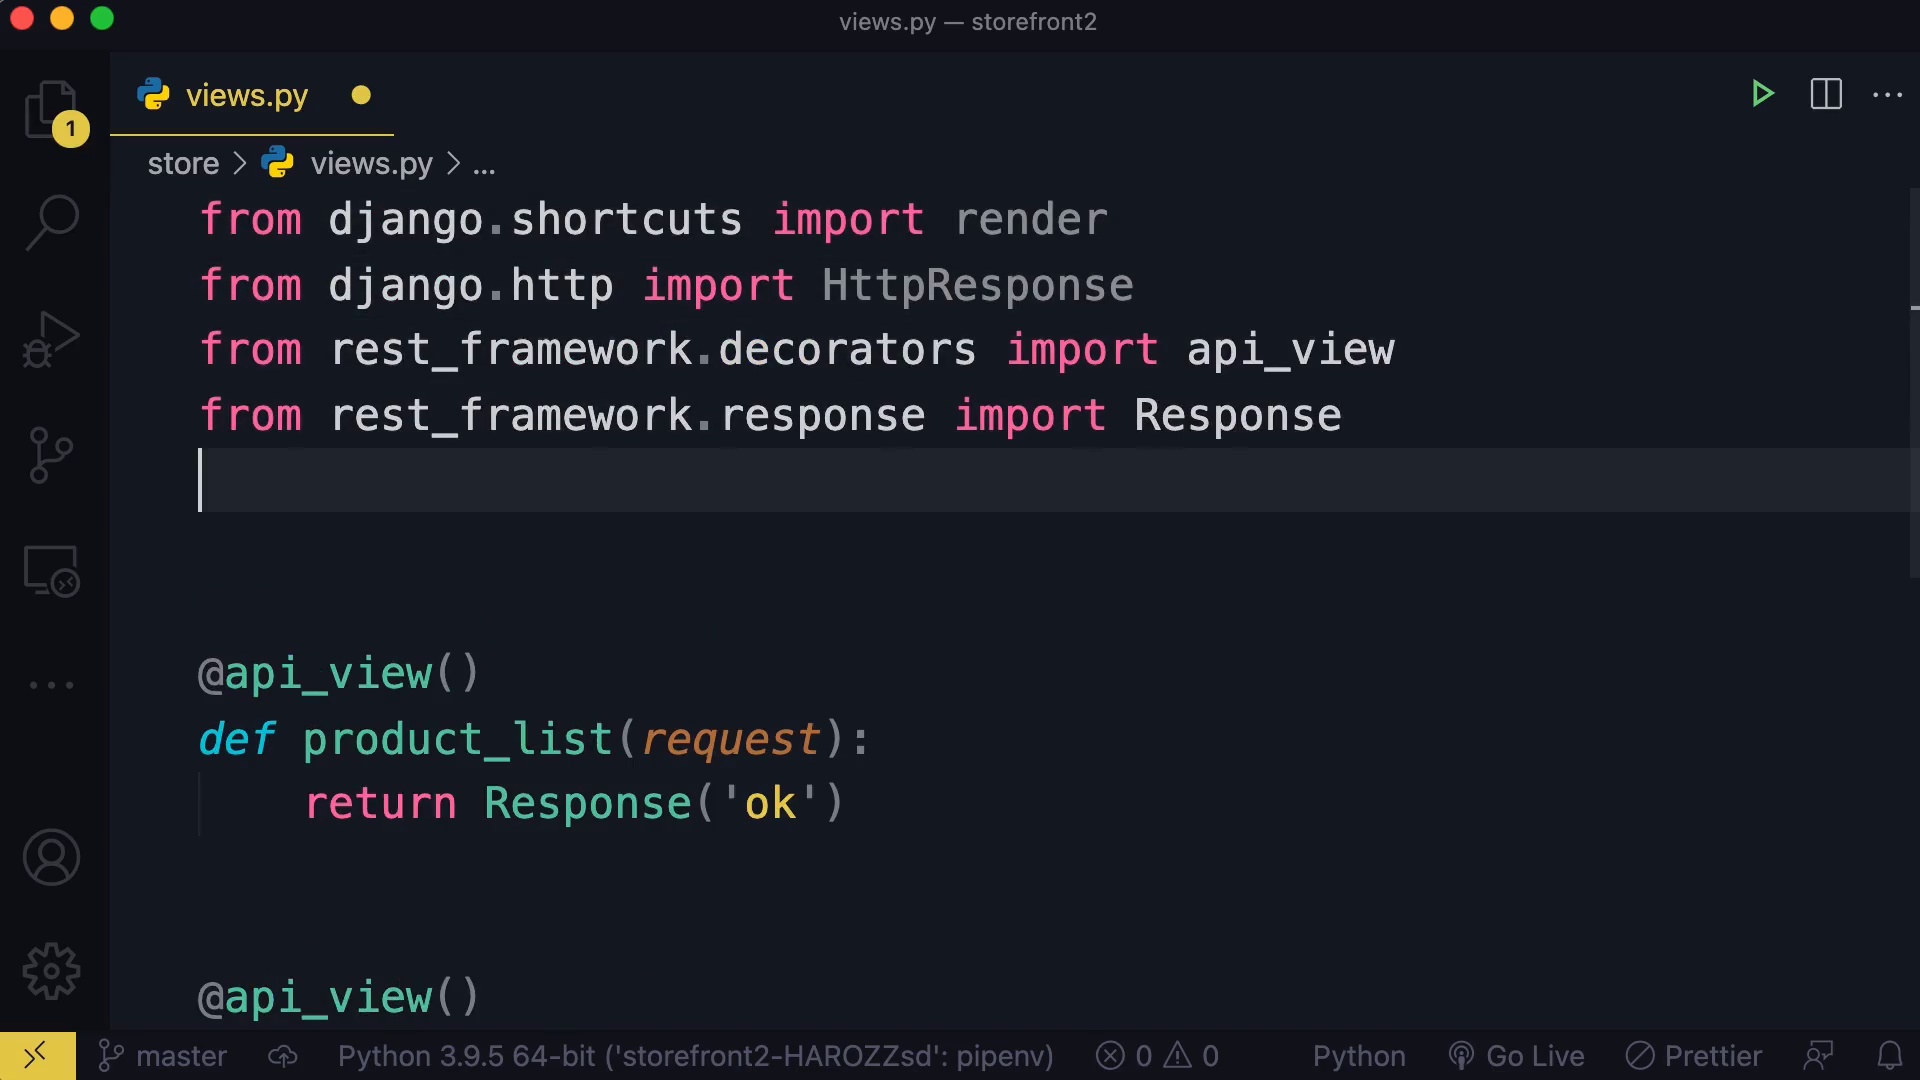 views.py — storefront2
views.py
1
store > views.py > ...
from django.shortcuts import render
from django.http import HttpResponse
from rest_framework.decorators import api_view
from rest_framework.response import Response
@api_view()
def product_list(request):
    return Response('ok')
@api_view()
master Python 3.9.5 64-bit ('storefront2-HAROZZsd': pipenv) 0 0 Python Go Live Prettier